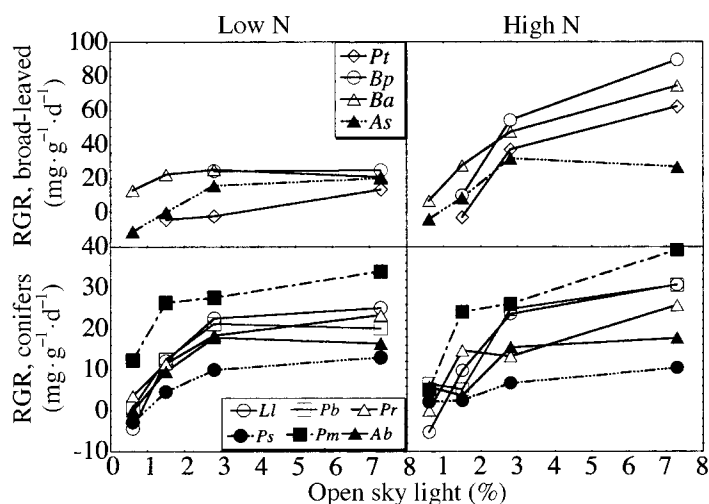 Low N High N
100
80
60
40
20
0
40
RGR, broad-leaved
(mg·g⁻¹·d⁻¹)
Pt
Bp
Ba
As
30
20
10
0
-10
RGR, conifers
(mg·g⁻¹·d⁻¹)
Ll Pb Pr
Ps Pm Ab
0 1 2 3 4 5 6 7 8 1 2 3 4 5 6 7 8
Open sky light (%)